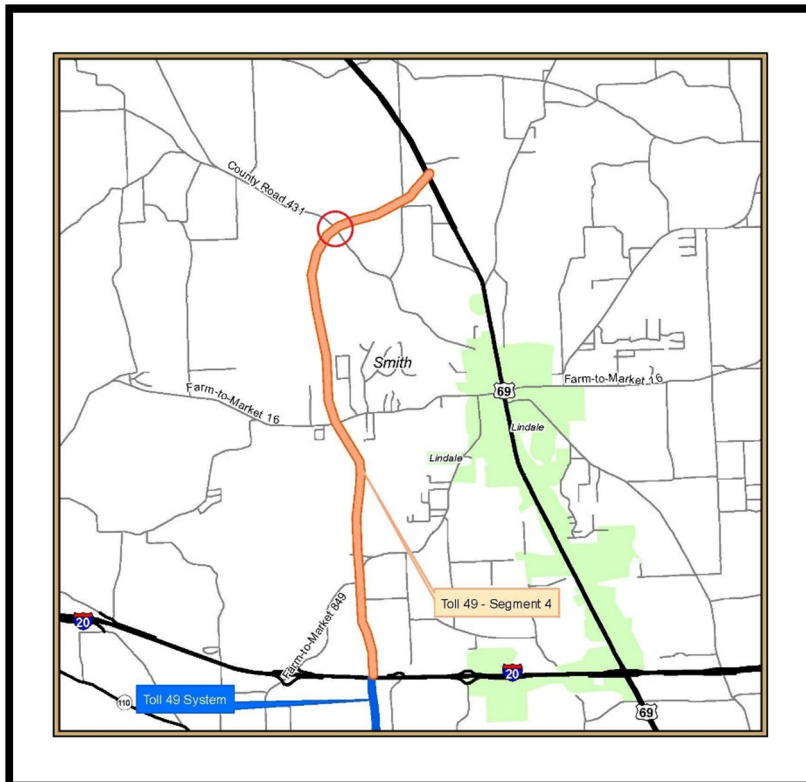 County Road 431
Smith
Farm-to-Market 16
Farm-to-Market 16
69
Lindale
Lindale
Toll 49 - Segment 4
Farm-to-Market 849
20
20
Toll 49 System
110
69